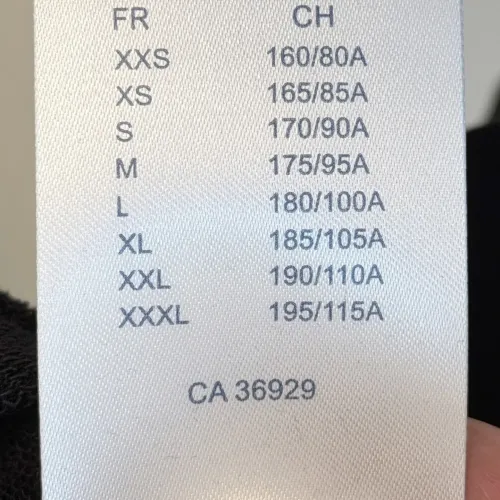 FR CH
XXS 160/80A
XS 165/85A
S 170/90A
M 175/95A
L 180/100A
XL 185/105A
XXL 190/110A
XXXL 195/115A
CA 36929